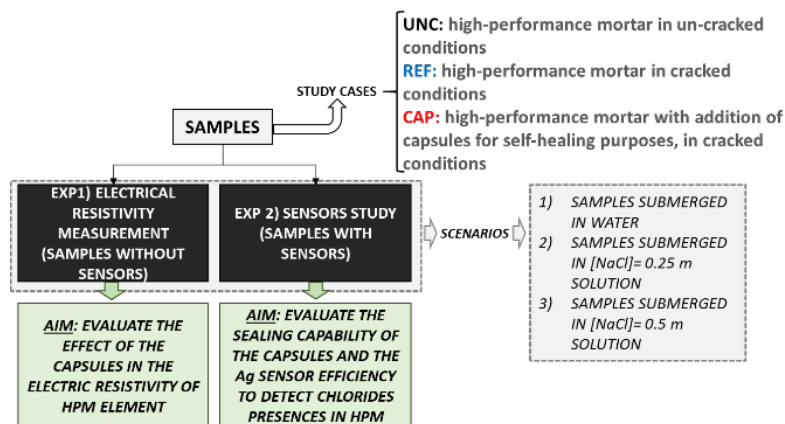 UNC: high-performance mortar in un-cracked
conditions
REF: high-performance mortar in cracked
conditions
CAP: high-performance mortar with addition of
capsules for self-healing purposes, in cracked
conditions
STUDY CASES
SAMPLES
EXP1) ELECTRICAL
RESISTIVITY
MEASUREMENT
(SAMPLES WITHOUT
SENSORS)
EXP 2) SENSORS STUDY
(SAMPLES WITH
SENSORS)
SCENARIOS
1) SAMPLES SUBMERGED
IN WATER
2) SAMPLES SUBMERGED
IN [NaCl]= 0.25 m
SOLUTION
3) SAMPLES SUBMERGED
IN [NaCl]= 0.5 m
SOLUTION
AIM: EVALUATE THE
EFFECT OF THE
CAPSULES IN THE
ELECTRIC RESISTIVITY OF
HPM ELEMENT
AIM: EVALUATE THE
SEALING CAPABILITY OF
THE CAPSULES AND THE
Ag SENSOR EFFICIENCY
TO DETECT CHLORIDES
PRESENCES IN HPM